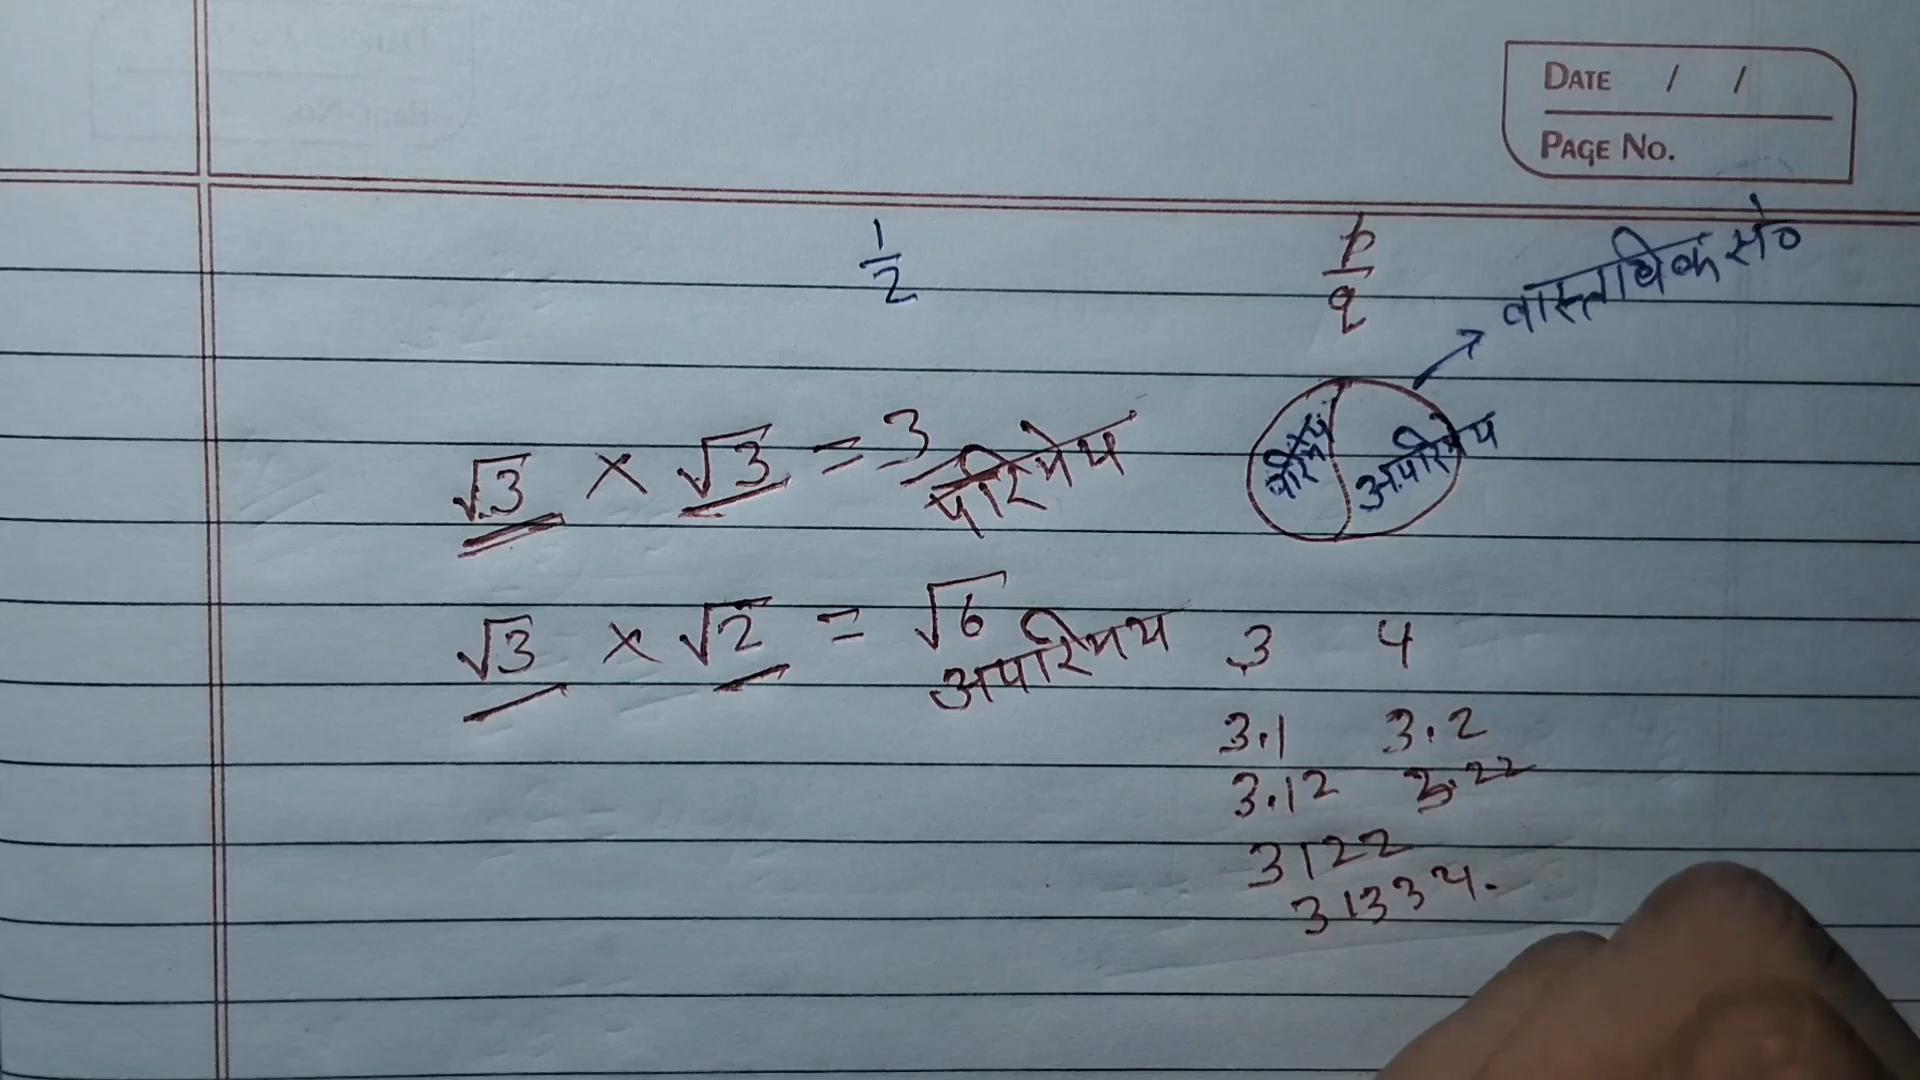 DATE / /
PAGE No.
1/2
p/q
वास्तविक सं०
√3 × √3 = 3
परिमेय
परिमेय
अपरिमेय
√3 × √2 = √6
अपरिमेय
3 4
3.1 3.2
3.12 3.22
3122
31334.